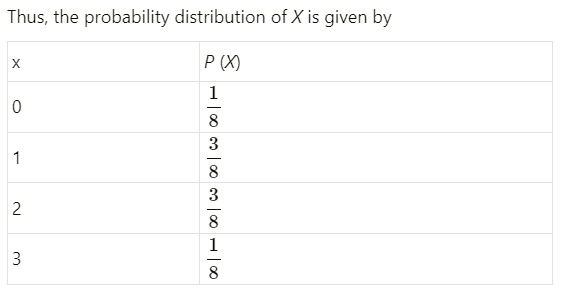 Thus, the probability distribution of X is given by
x P (X)
0 1/8
1 3/8
2 3/8
3 1/8